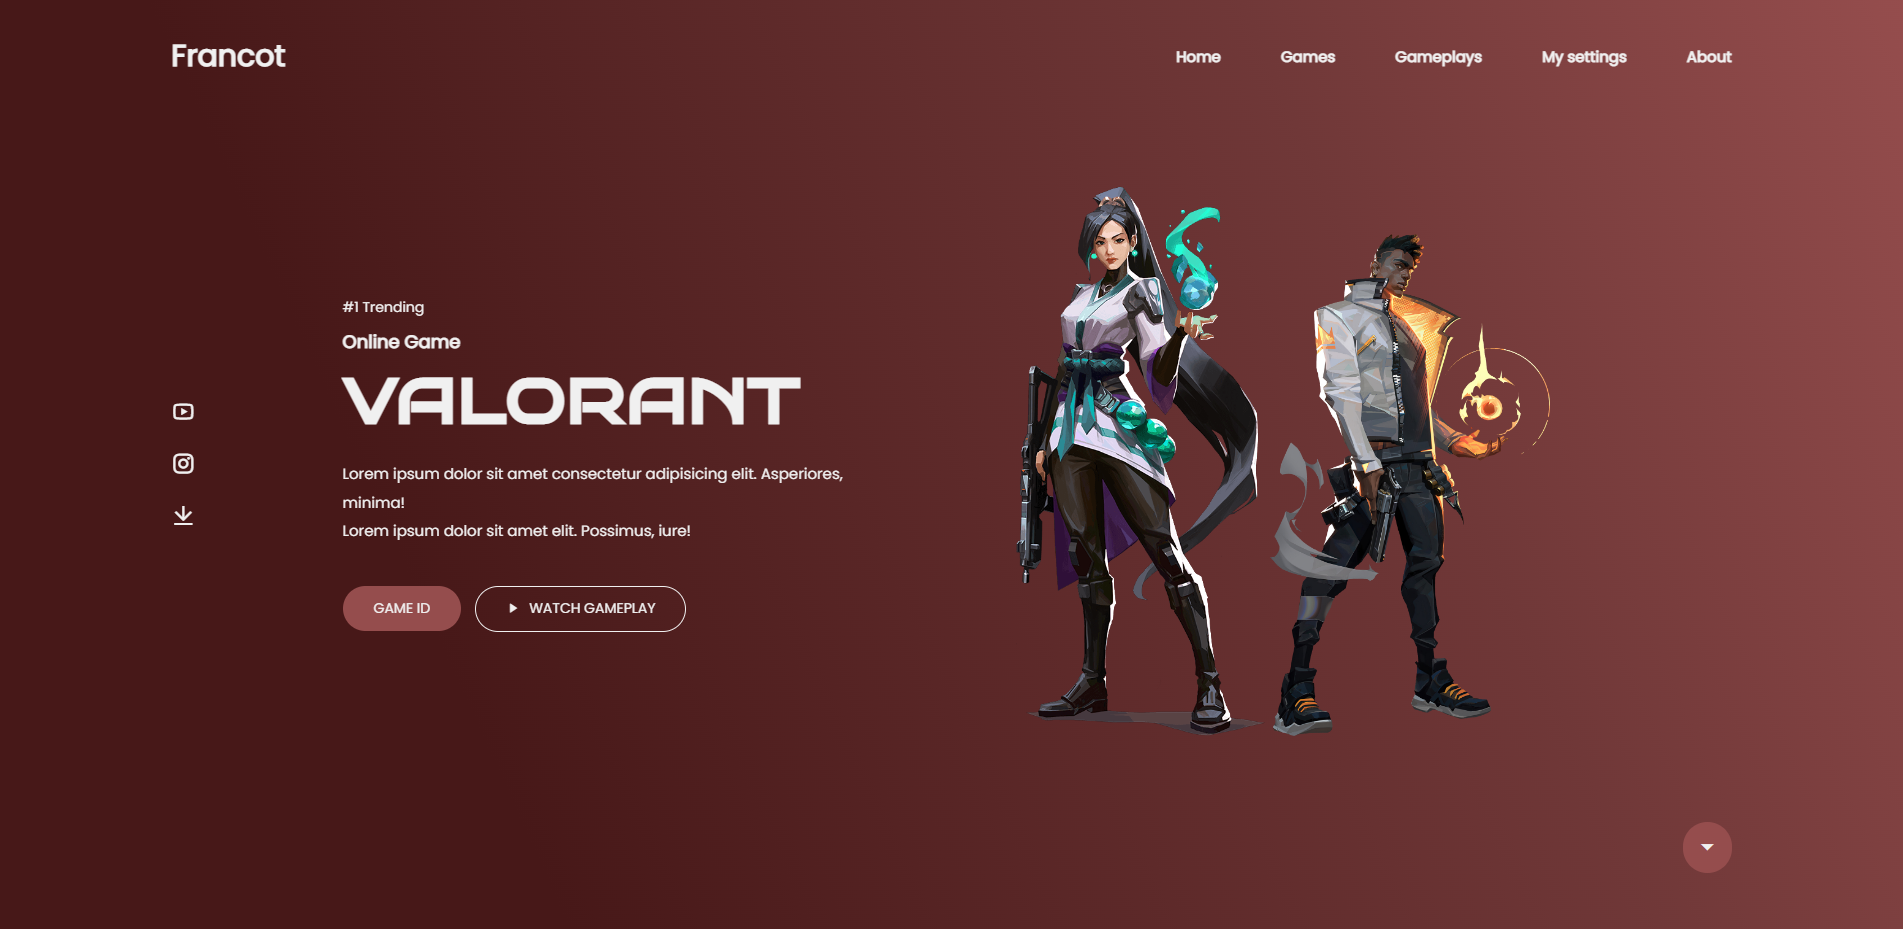 Francot
Home
Games
Gameplays
My settings
About
#1 Trending
Online Game
VALORANT
Lorem ipsum dolor sit amet consectetur adipisicing elit. Asperiores,
minima!
Lorem ipsum dolor sit amet elit. Possimus, iure!
GAME ID
WATCH GAMEPLAY